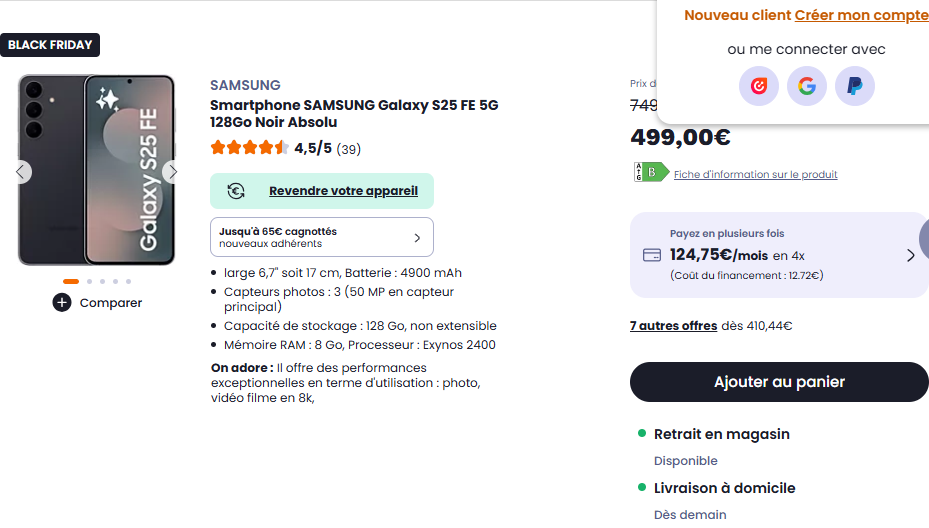 Nouveau client Créer mon compte
ou me connecter avec
BLACK FRIDAY
Galaxy S25 FE
Comparer
SAMSUNG
Smartphone SAMSUNG Galaxy S25 FE 5G
128Go Noir Absolu
4,5/5 (39)
Revendre votre appareil
Jusqu'à 65€ cagnottés
nouveaux adhérents
large 6,7" soit 17 cm, Batterie : 4900 mAh
Capteurs photos : 3 (50 MP en capteur
principal)
Capacité de stockage : 128 Go, non extensible
Mémoire RAM : 8 Go, Processeur : Exynos 2400
On adore : Il offre des performances
exceptionnelles en terme d'utilisation : photo,
vidéo filme en 8k,
Prix d
749
499,00€
A
G
B
Fiche d'information sur le produit
Payez en plusieurs fois
124,75€/mois en 4x
(Coût du financement : 12.72€)
7 autres offres dès 410,44€
Ajouter au panier
Retrait en magasin
Disponible
Livraison à domicile
Dès demain